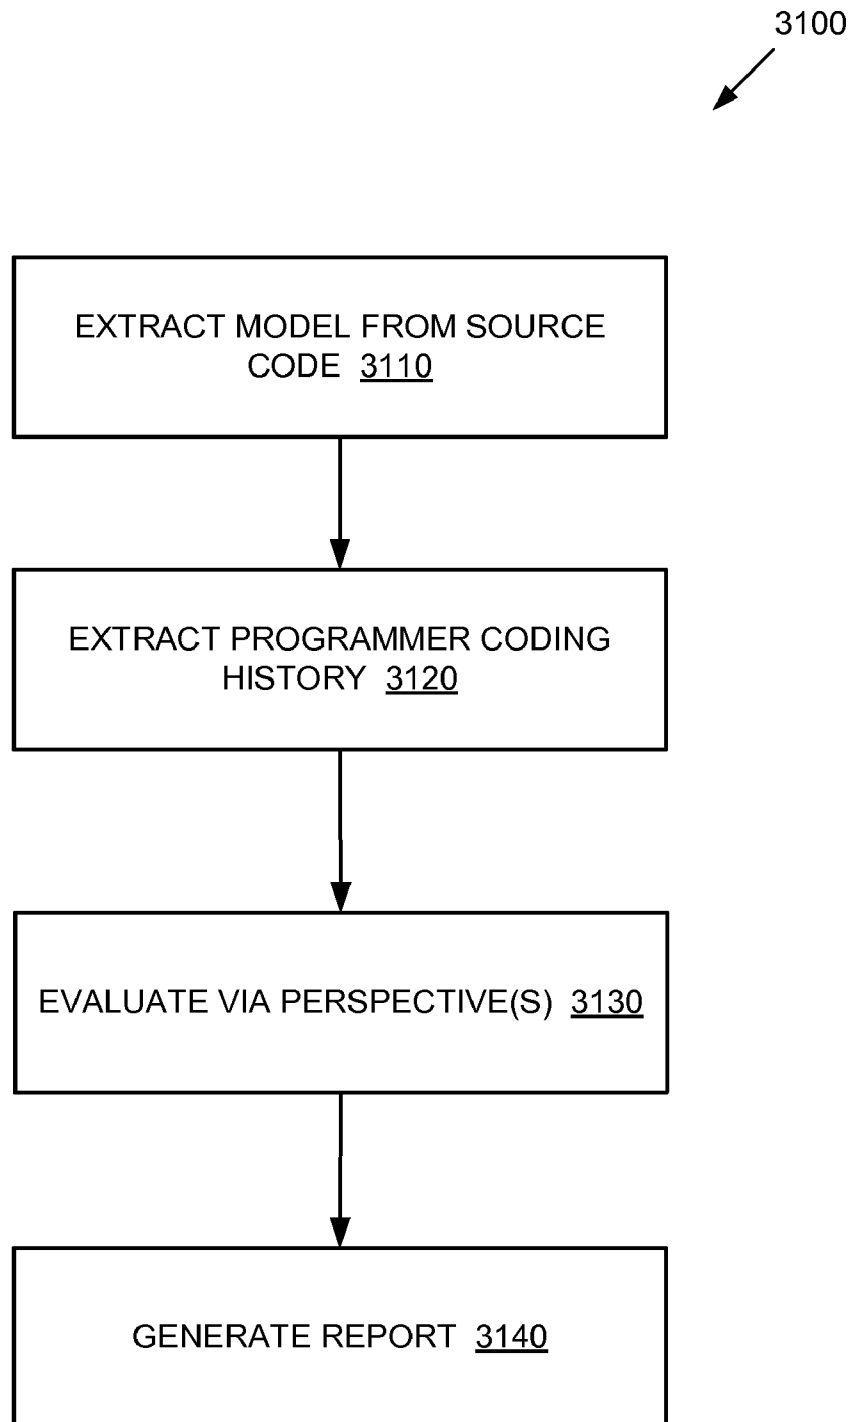 3100
EXTRACT MODEL FROM SOURCE
CODE 3110
EXTRACT PROGRAMMER CODING
HISTORY 3120
EVALUATE VIA PERSPECTIVE(S) 3130
GENERATE REPORT 3140